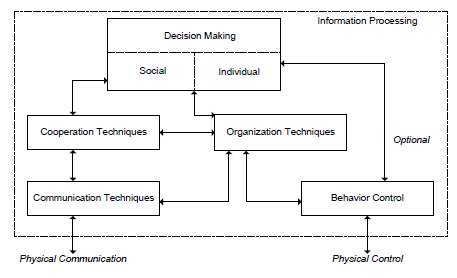 Information Processing
Decision Making
Social
Individual
Cooperation Techniques
Organization Techniques
Optional
Communication Techniques
Behavior Control
Physical Communication
Physical Control